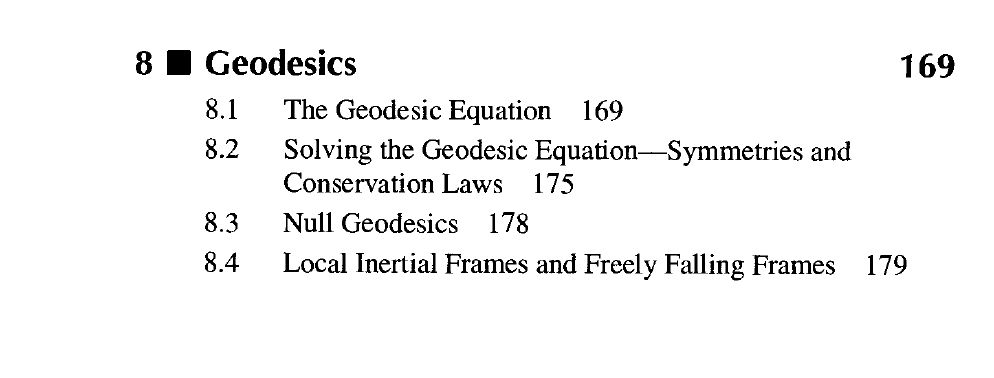 8 ■ Geodesics 169
8.1 The Geodesic Equation 169
8.2 Solving the Geodesic Equation—Symmetries and
Conservation Laws 175
8.3 Null Geodesics 178
8.4 Local Inertial Frames and Freely Falling Frames 179